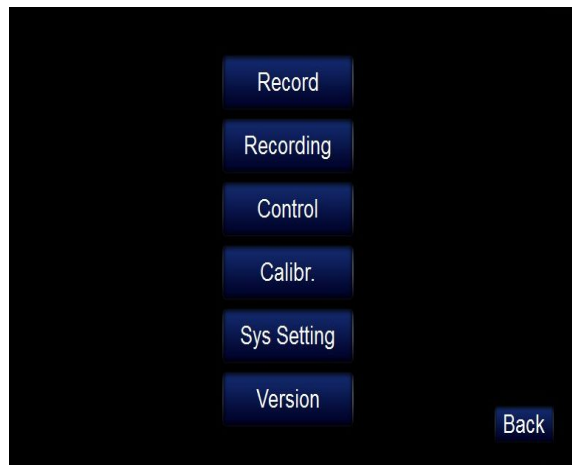 Record
Recording
Control
Calibr.
Sys Setting
Version
Back